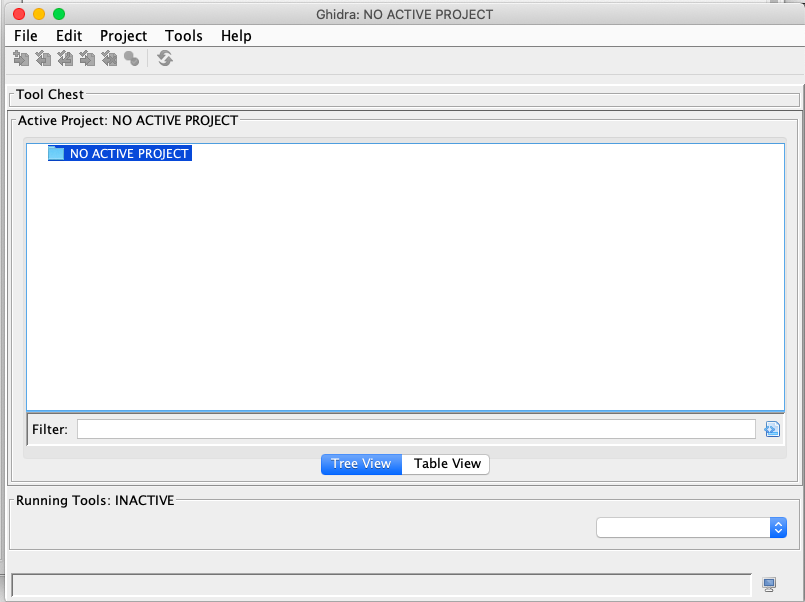 Ghidra: NO ACTIVE PROJECT
File Edit Project Tools Help
Tool Chest
Active Project: NO ACTIVE PROJECT
NO ACTIVE PROJECT
Filter:
Tree View Table View
Running Tools: INACTIVE